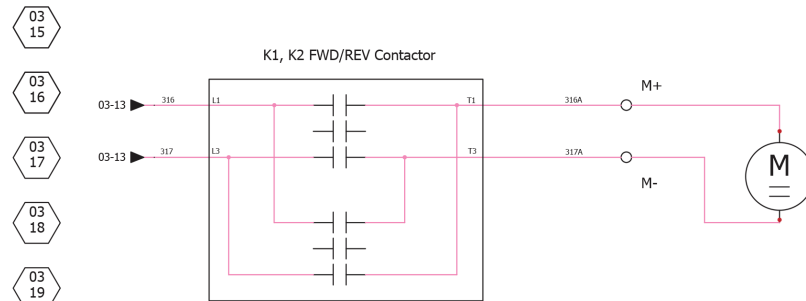 03
15
K1, K2 FWD/REV Contactor
03
16
03-13
316
L1
T1
316A
M+
03
17
03-13
317
L3
T3
317A
M-
M
03
18
03
19